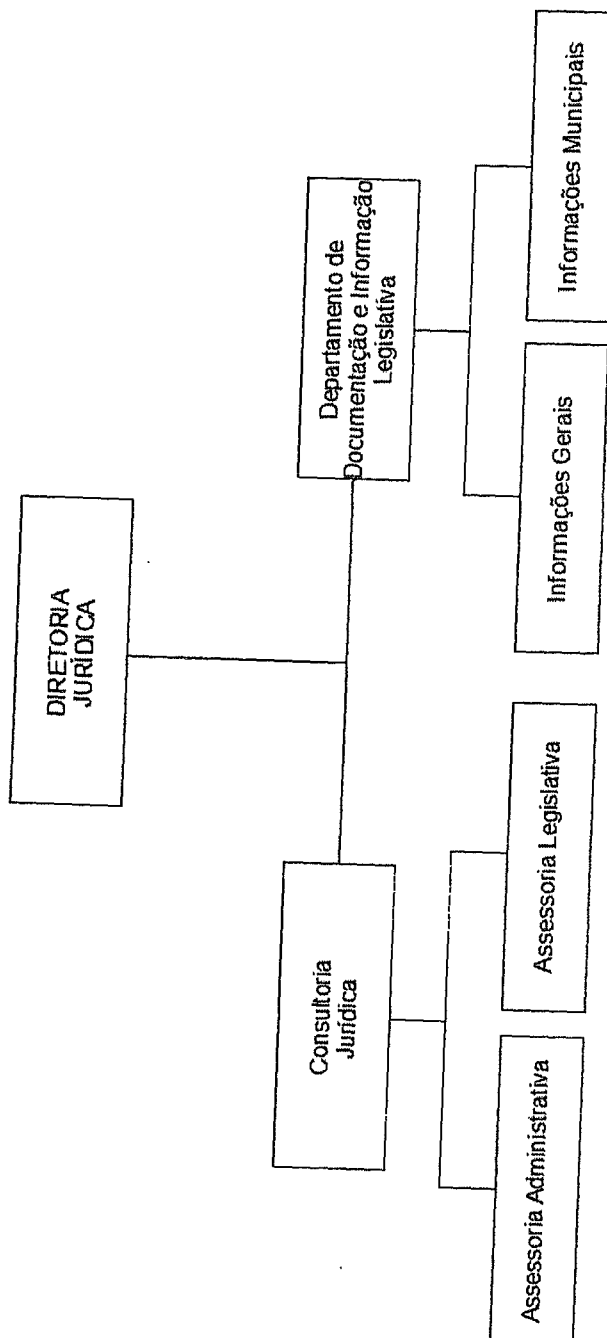 DIRETORIA
JURÍDICA
Consultoria
Jurídica
Departamento de
Documentação e Informação
Legislativa
Assessoria Administrativa
Assessoria Legislativa
Informações Gerais
Informações Municipais